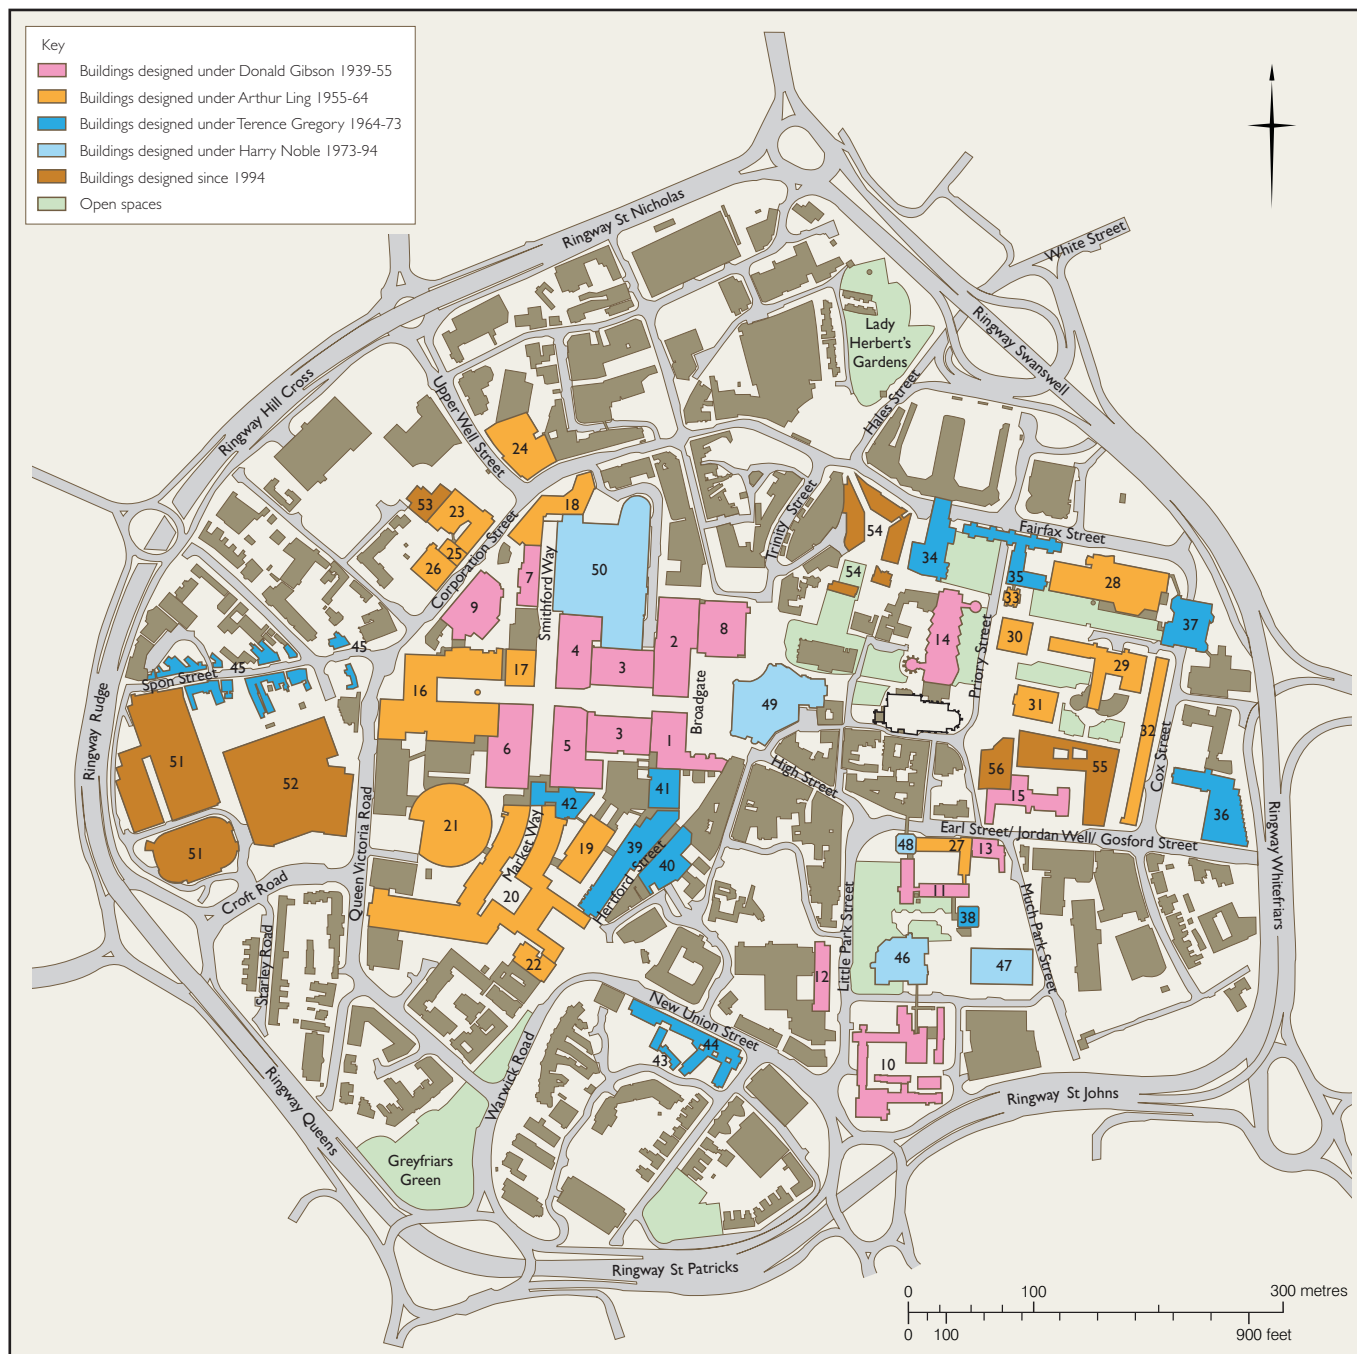 Key
Buildings designed under Donald Gibson 1939-55
Buildings designed under Arthur Ling 1955-64
Buildings designed under Terence Gregory 1964-73
Buildings designed under Harry Noble 1973-94
Buildings designed since 1994
Open spaces
Ringway St Nicholas
White Street
Ringway Swanswell
Lady
Herbert's
Gardens
Hales Street
Ringway Hill Cross
Upper Well Street
24
53
23
18
25
26
Corporation Street
Trinity Street
54
34
Fairfax Street
35
28
33
37
50
7
Smithford Way
9
54
14
30
Priory Street
29
4
3
2
8
45
45
Spon Street
17
16
Broadgate
49
31
32
Cox Street
6
5
3
1
Ringway Rudge
51
52
High Street
56
55
15
41
42
36
Queen Victoria Road
21
Market Way
19
39
40
Hertford Street
Earl Street/ Jordan Well/ Gosford Street
48
27
13
Ringway Whitefriars
51
Croft Road
20
11
38
Much Park Street
Little Park Street
Starley Road
22
12
46
47
New Union Street
43
44
10
Warwick Road
Ringway St Johns
Ringway Queens
Greyfriars
Green
Ringway St Patricks
0 100 300 metres
0 100 900 feet